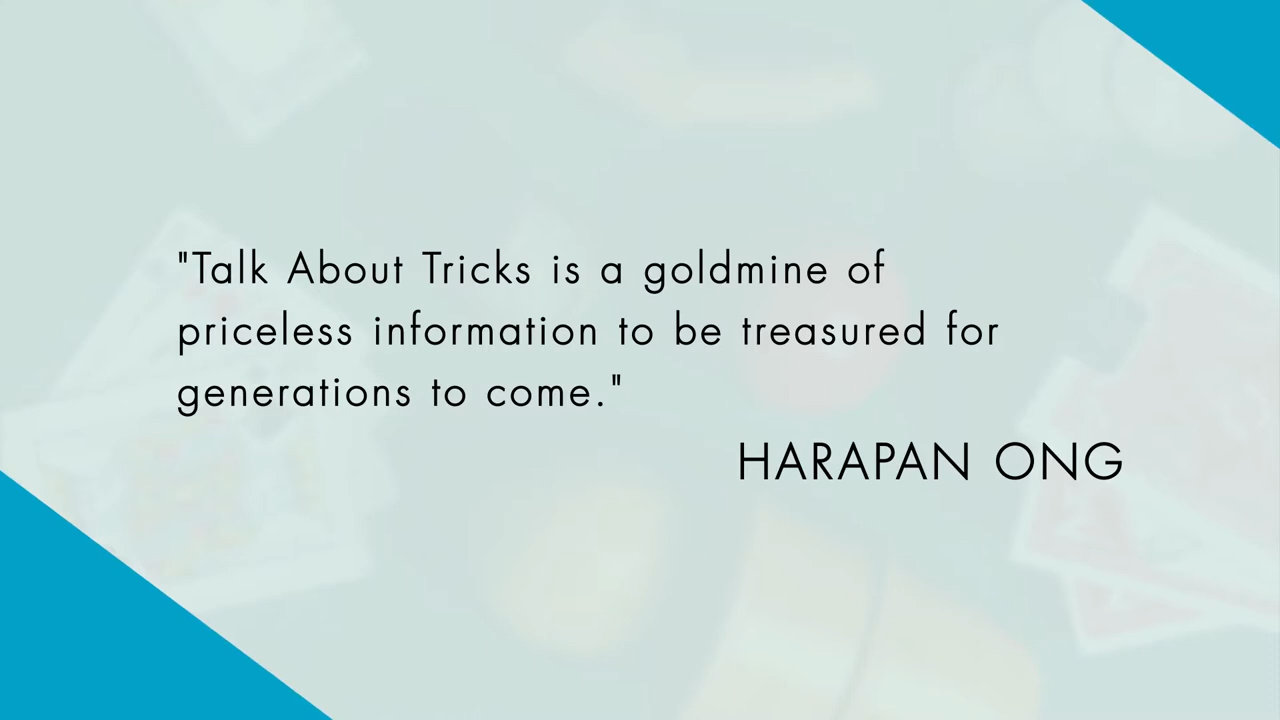 "Talk About Tricks is a goldmine of
priceless information to be treasured for
generations to come."
HARAPAN ONG